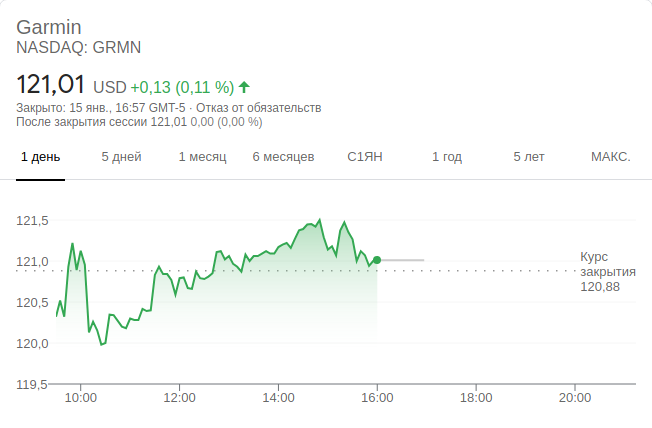 Garmin
NASDAQ: GRMN
121,01 USD +0,13 (0,11 %)
Закрыто: 15 янв., 16:57 GMT-5 · Отказ от обязательств
После закрытия сессии 121,01 0,00 (0,00 %)
1 день 5 дней 1 месяц 6 месяцев С1ЯН 1 год 5 лет МАКС.
121,5
121,0
120,5
120,0
119,5
Курс
закрытия
120,88
10:00 12:00 14:00 16:00 18:00 20:00